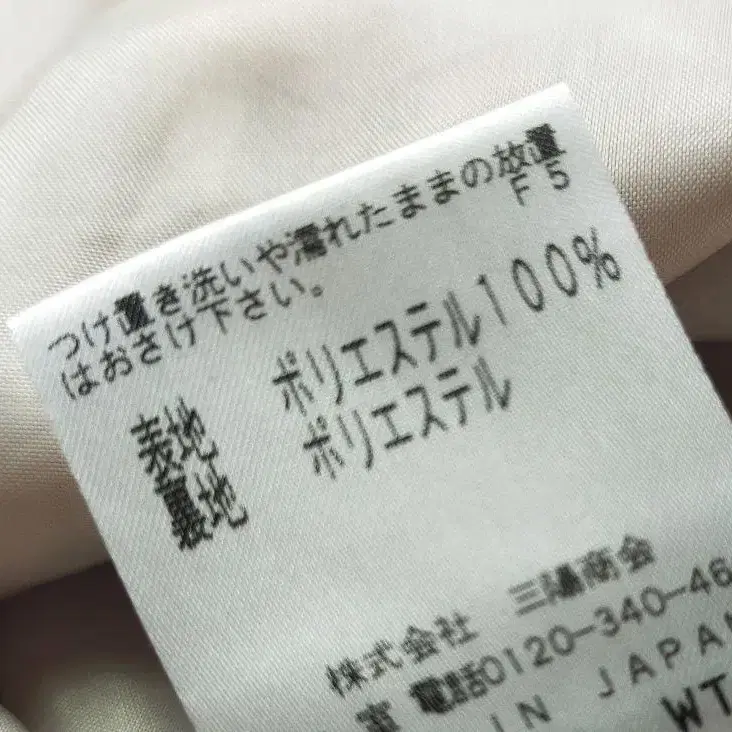 つけ置き洗いや濡れたままの放置
はおさけ下さい。 F5
表地 ポリエステル100%
裏地 ポリエステル
株式会社 三陽商会
室 電話0120-340-46
IN JAPAN
WT